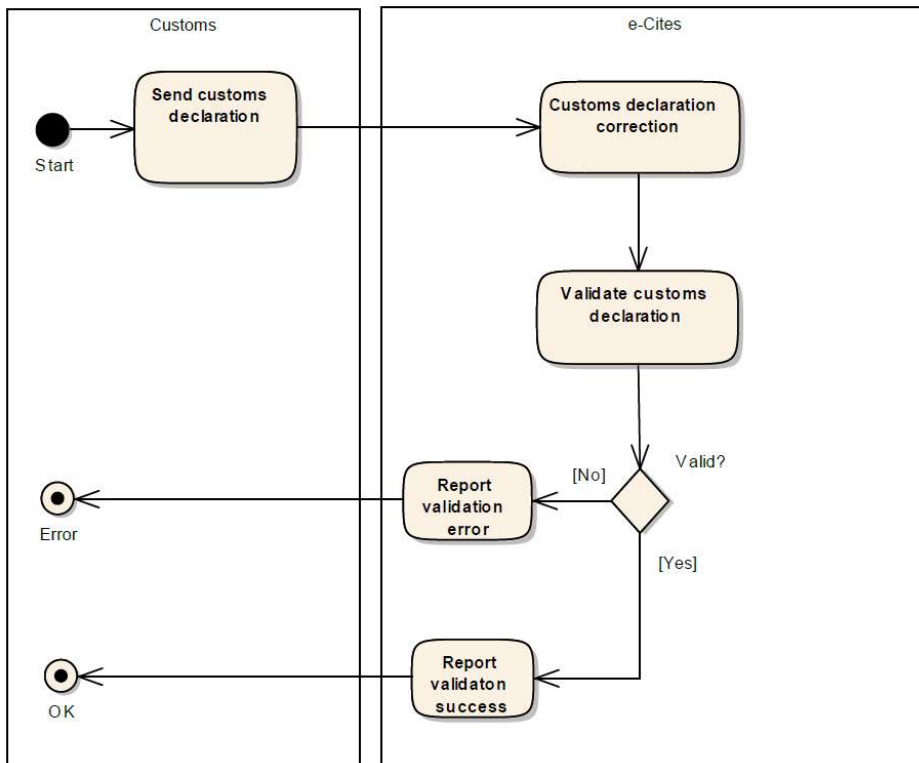 Customs
e-Cites
Send customs
declaration
Customs declaration
correction
Start
Validate customs
declaration
Valid?
[No]
Report
validation
error
Error
[Yes]
Report
validaton
success
OK